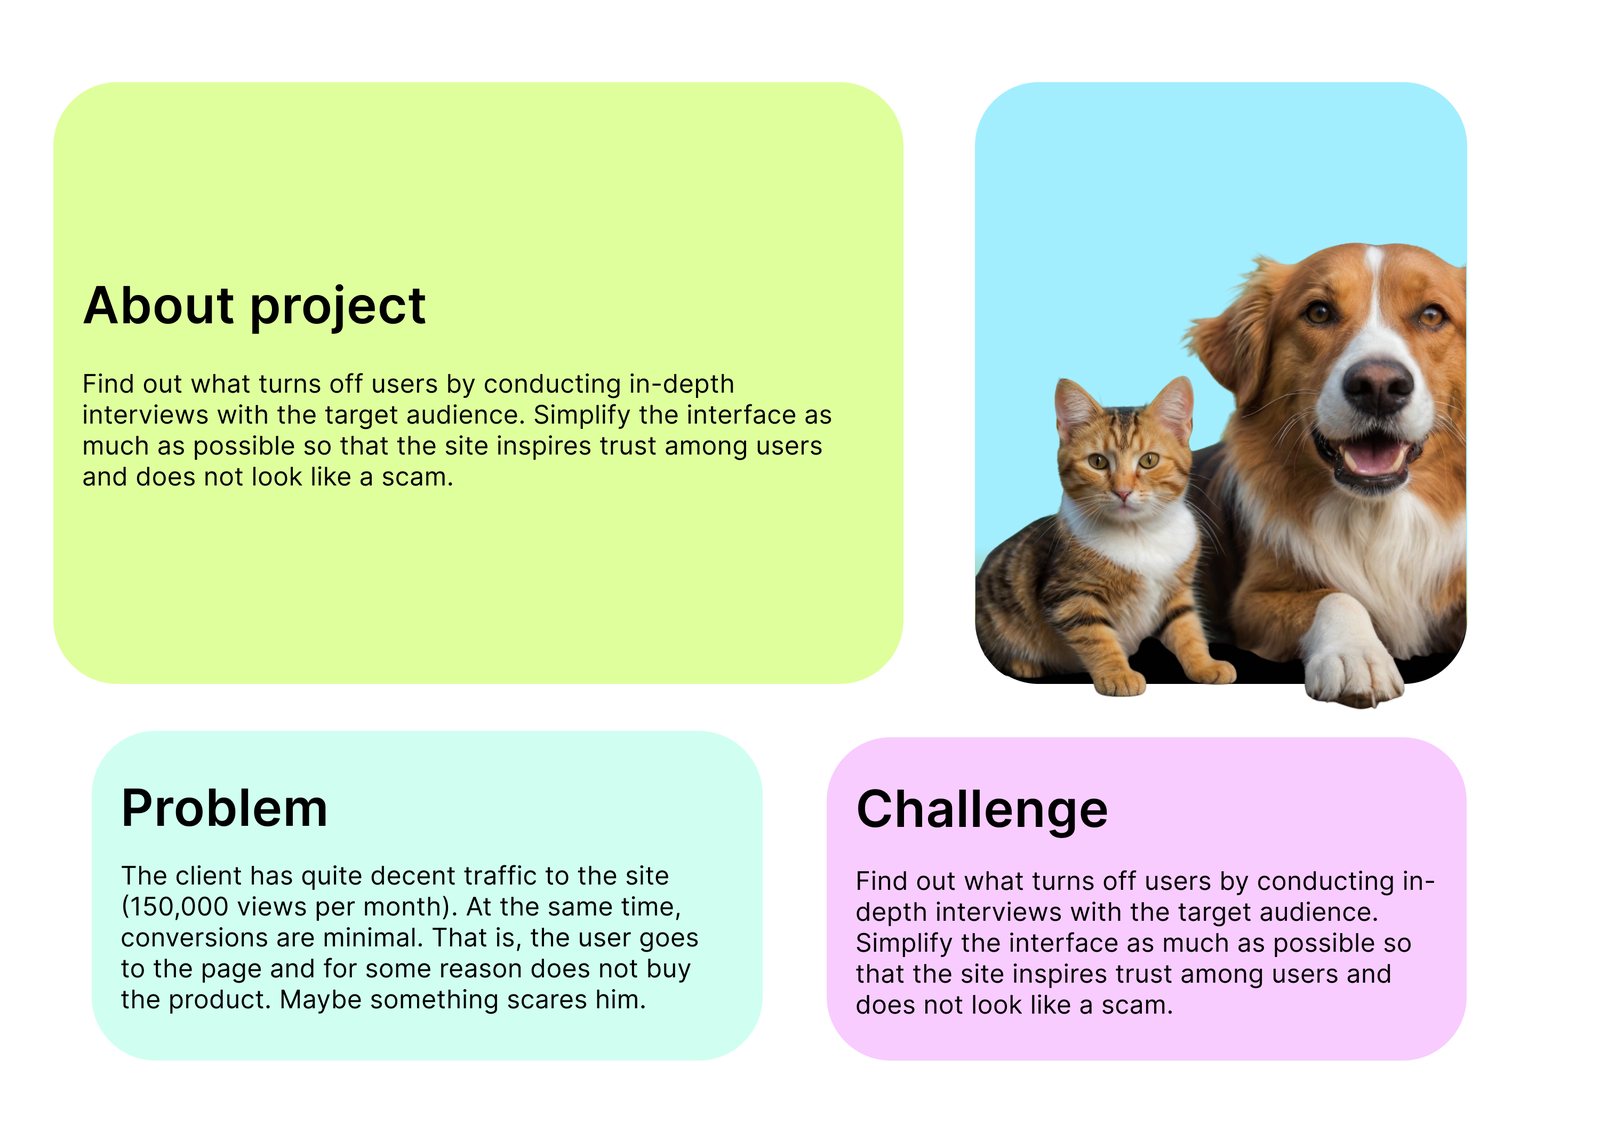 About project
Find out what turns off users by conducting in-depth
interviews with the target audience. Simplify the interface as
much as possible so that the site inspires trust among users
and does not look like a scam.
Problem
The client has quite decent traffic to the site
(150,000 views per month). At the same time,
conversions are minimal. That is, the user goes
to the page and for some reason does not buy
the product. Maybe something scares him.
Challenge
Find out what turns off users by conducting in-
depth interviews with the target audience.
Simplify the interface as much as possible so
that the site inspires trust among users and
does not look like a scam.